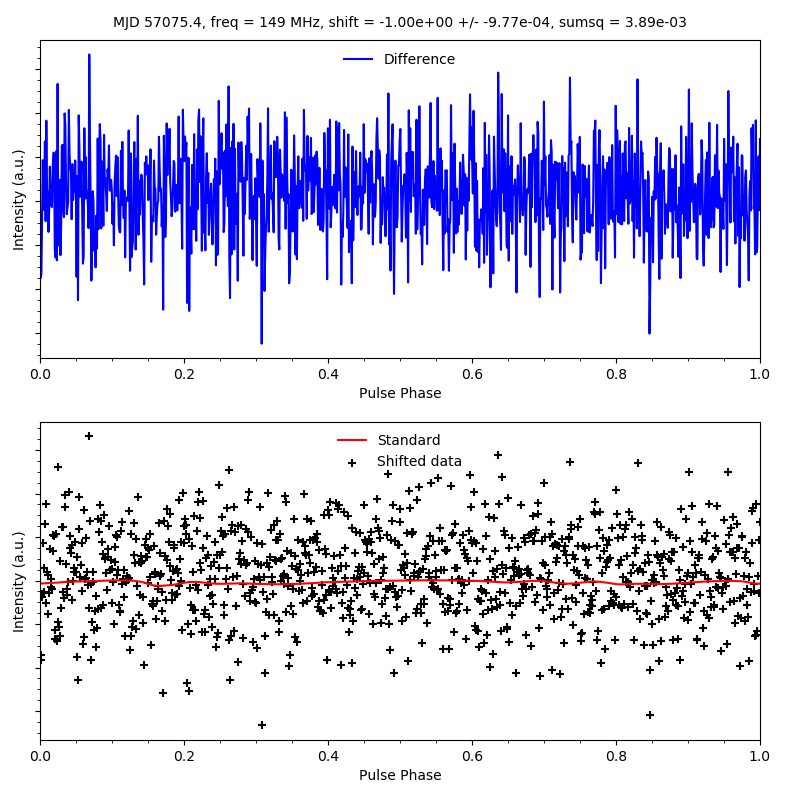 MJD 57075.4, freq = 149 MHz, shift = -1.00e+00 +/- -9.77e-04, sumsq = 3.89e-03
Difference
Intensity (a.u.)
0.0 0.2 0.4 0.6 0.8 1.0
Pulse Phase
Standard
Shifted data
Intensity (a.u.)
0.0 0.2 0.4 0.6 0.8 1.0
Pulse Phase